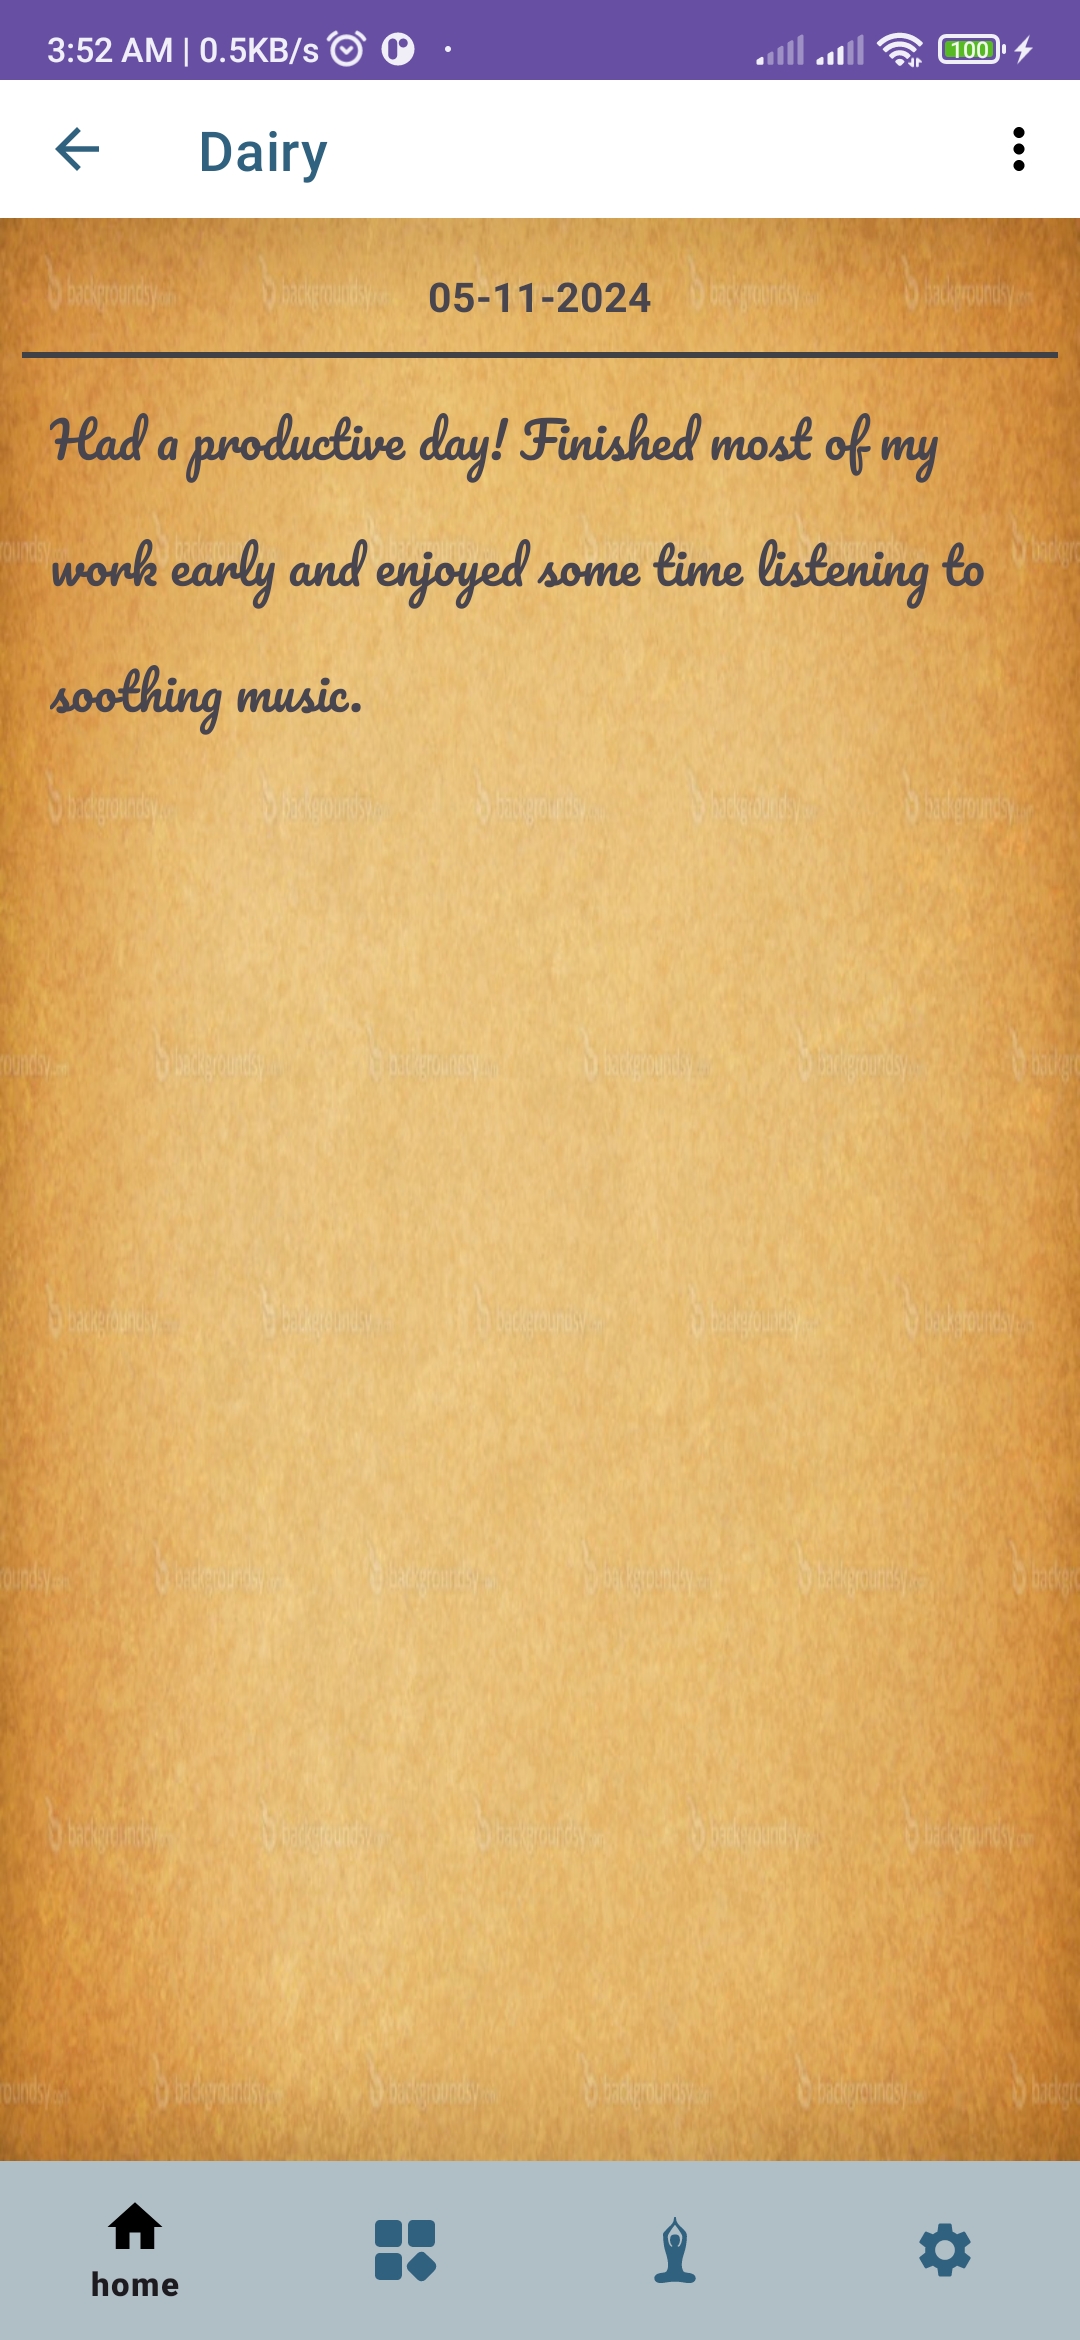 3:52 AM | 0.5KB/s 100
Dairy
05-11-2024
Had a productive day! Finished most of my
work early and enjoyed some time listening to
soothing music.
home